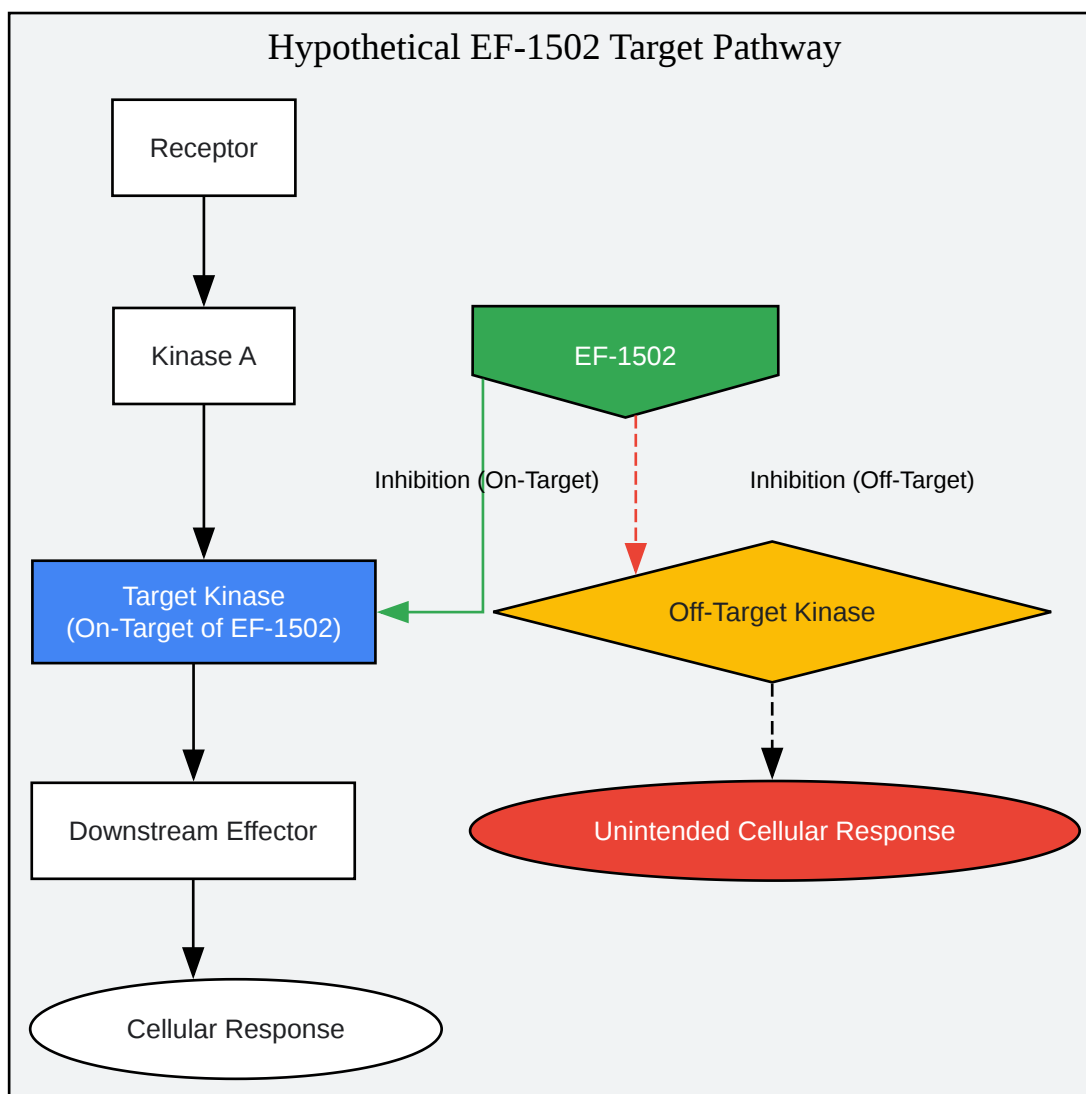 Hypothetical EF-1502 Target Pathway
Receptor
Kinase A
EF-1502
Inhibition (On-Target)
Inhibition (Off-Target)
Target Kinase
(On-Target of EF-1502)
Off-Target Kinase
Downstream Effector
Unintended Cellular Response
Cellular Response